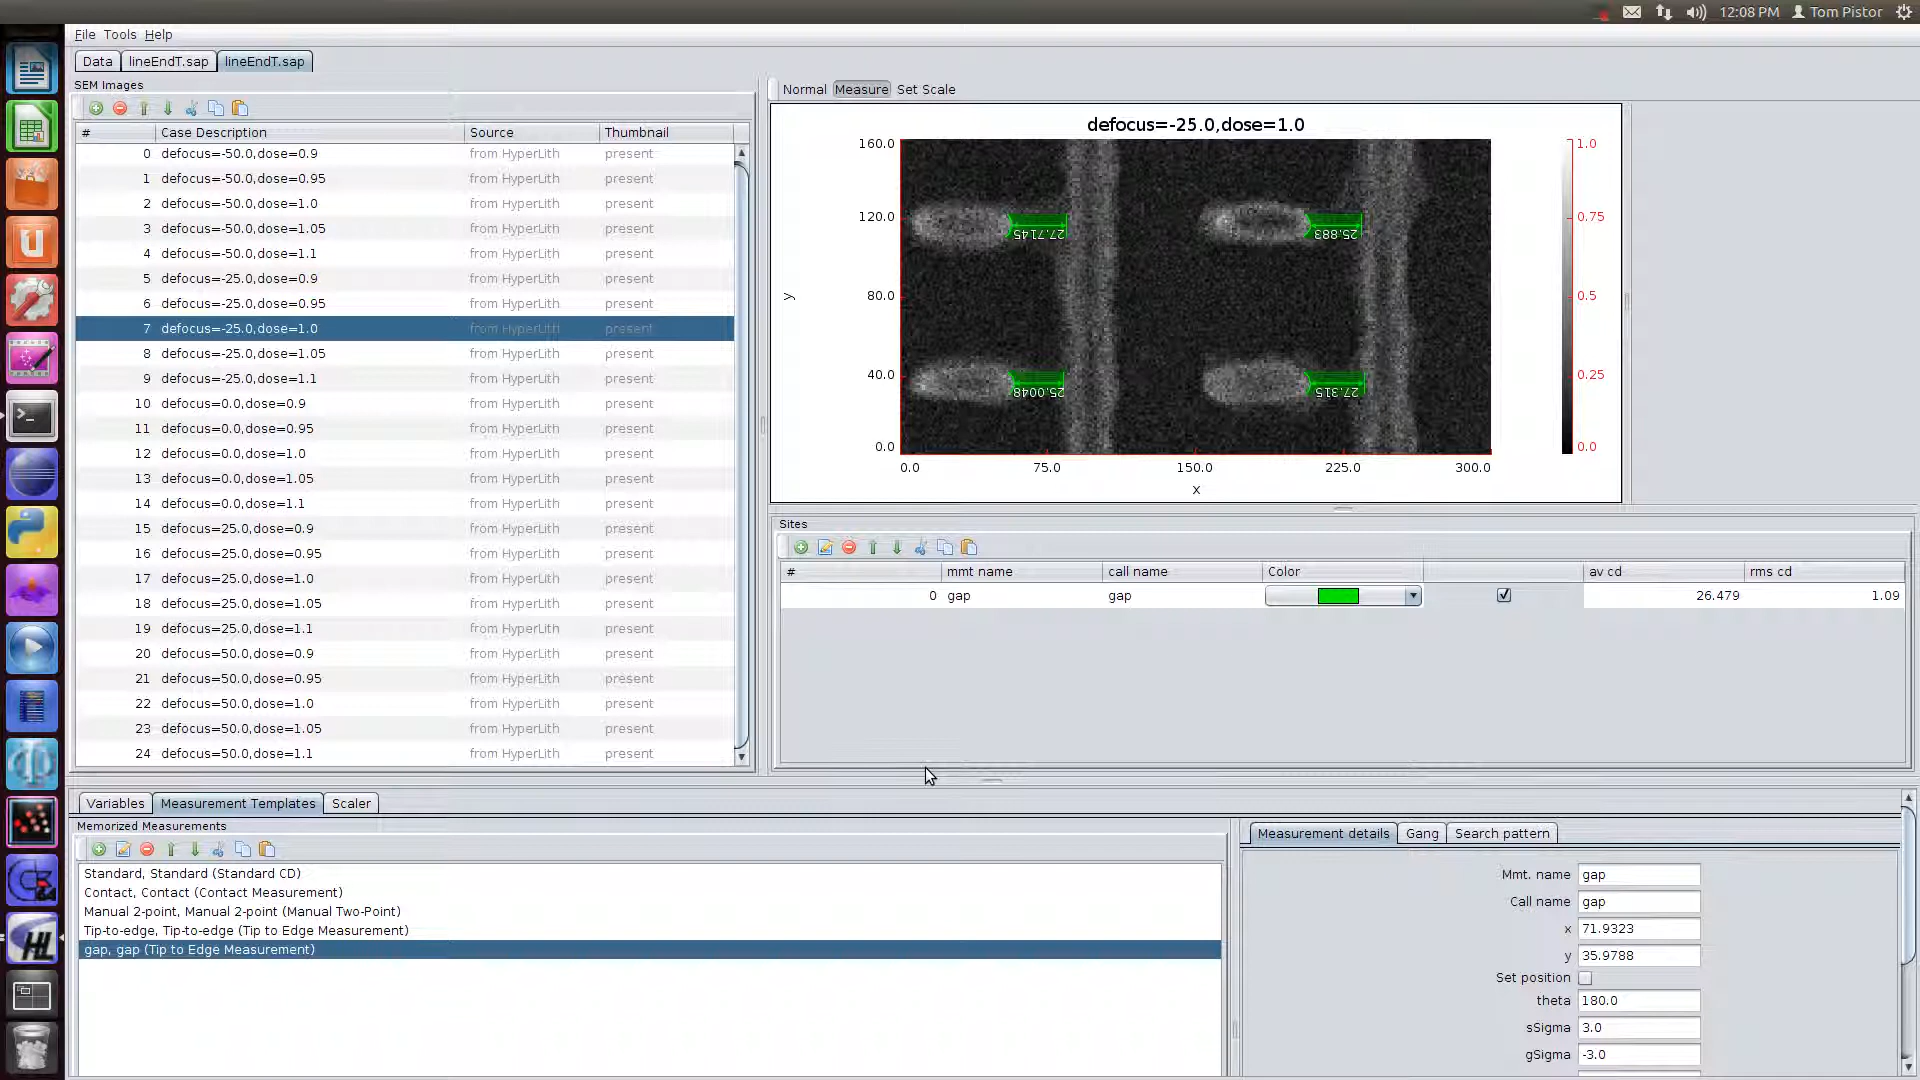 12:08 PM Tom Pistor
File Tools Help
Data lineEndT.sap lineEndT.sap
SEM Images
# Case Description Source Thumbnail
0 defocus=-50.0,dose=0.9 from HyperLith present
1 defocus=-50.0,dose=0.95 from HyperLith present
2 defocus=-50.0,dose=1.0 from HyperLith present
3 defocus=-50.0,dose=1.05 from HyperLith present
4 defocus=-50.0,dose=1.1 from HyperLith present
5 defocus=-25.0,dose=0.9 from HyperLith present
6 defocus=-25.0,dose=0.95 from HyperLith present
7 defocus=-25.0,dose=1.0 from HyperLith present
8 defocus=-25.0,dose=1.05 from HyperLith present
9 defocus=-25.0,dose=1.1 from HyperLith present
10 defocus=0.0,dose=0.9 from HyperLith present
11 defocus=0.0,dose=0.95 from HyperLith present
12 defocus=0.0,dose=1.0 from HyperLith present
13 defocus=0.0,dose=1.05 from HyperLith present
14 defocus=0.0,dose=1.1 from HyperLith present
15 defocus=25.0,dose=0.9 from HyperLith present
16 defocus=25.0,dose=0.95 from HyperLith present
17 defocus=25.0,dose=1.0 from HyperLith present
18 defocus=25.0,dose=1.05 from HyperLith present
19 defocus=25.0,dose=1.1 from HyperLith present
20 defocus=50.0,dose=0.9 from HyperLith present
21 defocus=50.0,dose=0.95 from HyperLith present
22 defocus=50.0,dose=1.0 from HyperLith present
23 defocus=50.0,dose=1.05 from HyperLith present
24 defocus=50.0,dose=1.1 from HyperLith present
Normal Measure Set Scale
defocus=-25.0,dose=1.0
160.0
120.0
80.0
40.0
0.0
y
27.7145 25.883
25.0048 27.315
0.0 75.0 150.0 225.0 300.0
x
1.0
0.75
0.5
0.25
0.0
Sites
# mmt name call name Color av cd rms cd
0 gap gap 26.479 1.09
Variables Measurement Templates Scaler
Memorized Measurements
Standard, Standard (Standard CD)
Contact, Contact (Contact Measurement)
Manual 2-point, Manual 2-point (Manual Two-Point)
Tip-to-edge, Tip-to-edge (Tip to Edge Measurement)
gap, gap (Tip to Edge Measurement)
Measurement details Gang Search pattern
Mmt. name gap
Call name gap
x 71.9323
y 35.9788
Set position
theta 180.0
sSigma 3.0
gSigma -3.0
HL